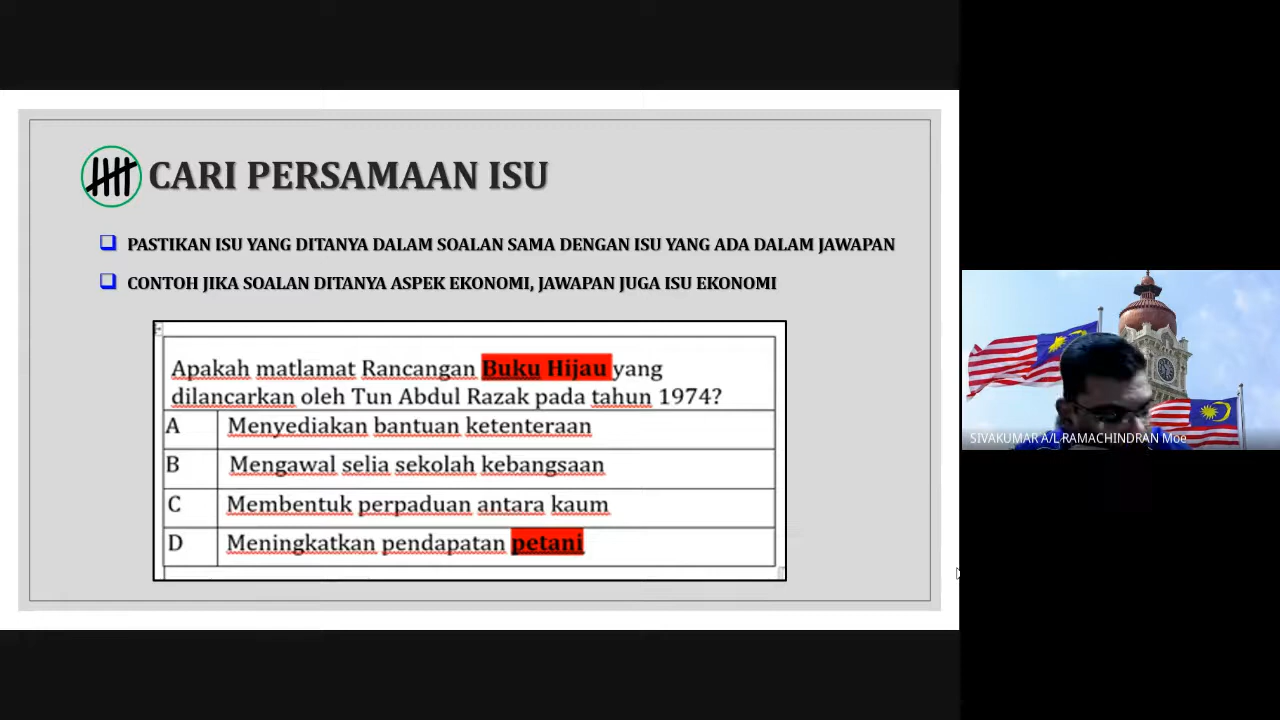 CARI PERSAMAAN ISU
PASTIKAN ISU YANG DITANYA DALAM SOALAN SAMA DENGAN ISU YANG ADA DALAM JAWAPAN
CONTOH JIKA SOALAN DITANYA ASPEK EKONOMI, JAWAPAN JUGA ISU EKONOMI
Apakah matlamat Rancangan Buku Hijau yang
dilancarkan oleh Tun Abdul Razak pada tahun 1974?
A Menyediakan bantuan ketenteraan
B Mengawal selia sekolah kebangsaan
C Membentuk perpaduan antara kaum
D Meningkatkan pendapatan petani
SIVAKUMAR A/L RAMACHINDRAN Moe